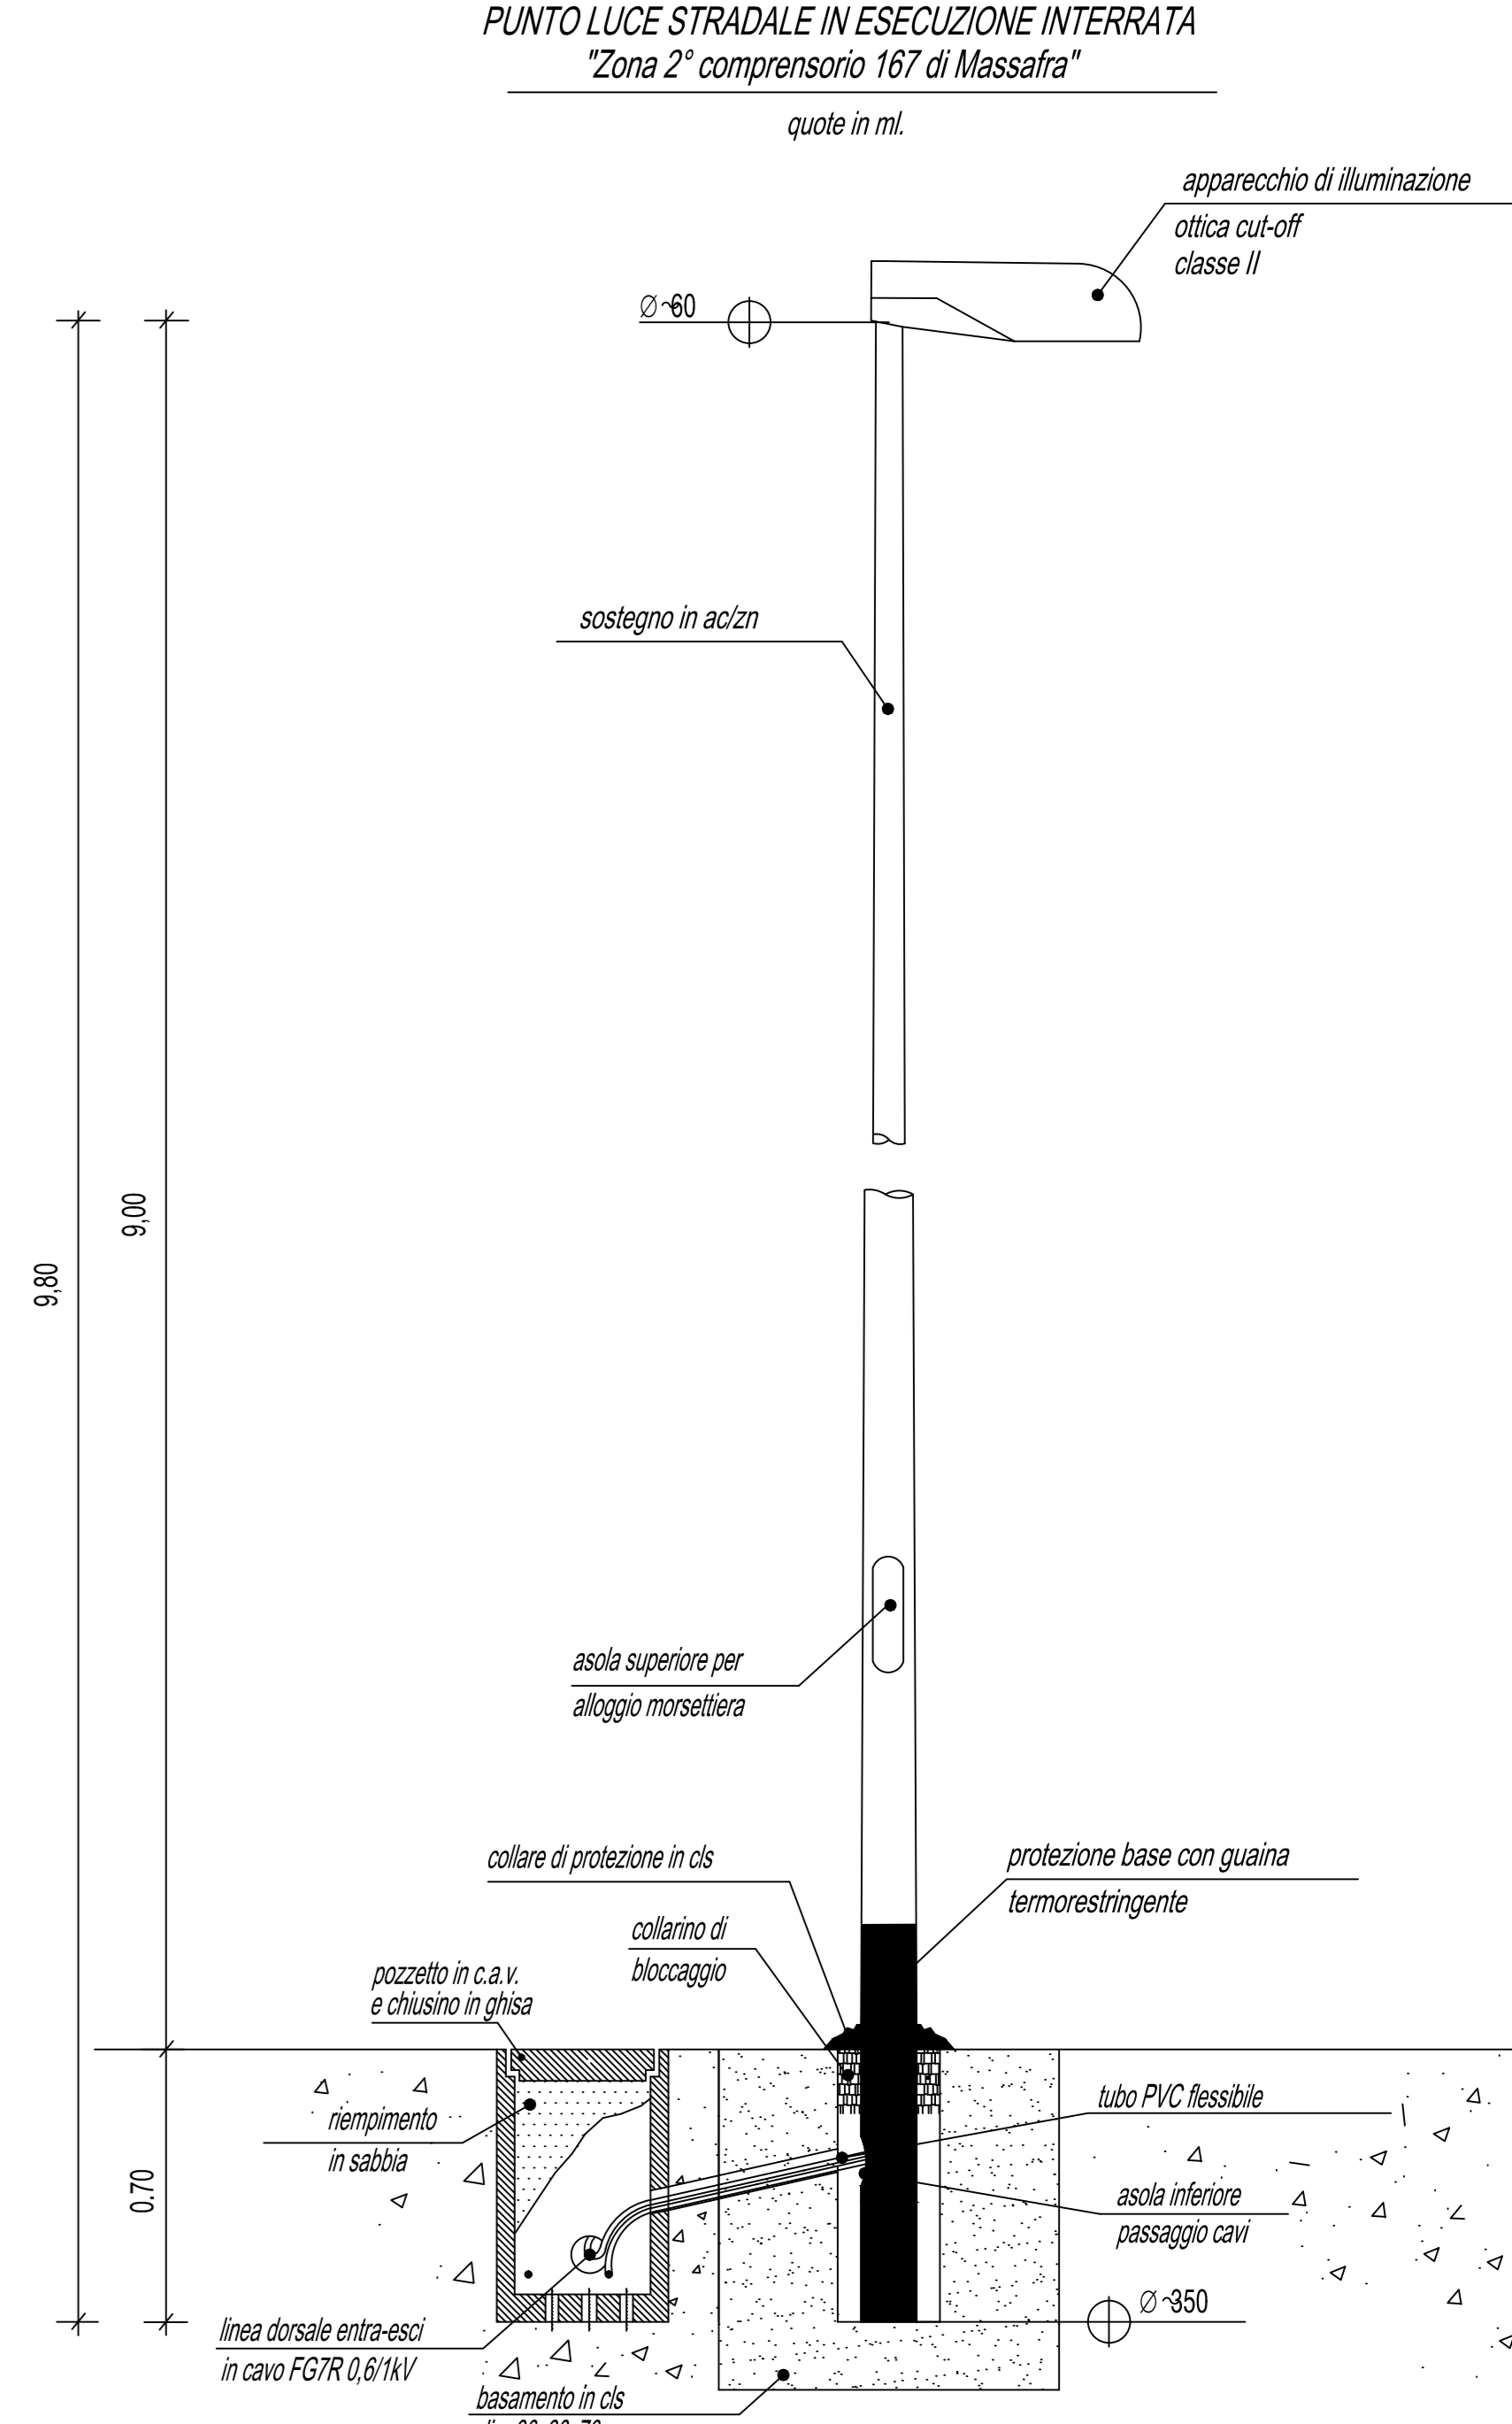 PUNTO LUCE STRADALE IN ESECUZIONE INTERRATA
"Zona 2° comprensorio 167 di Massafra"
quote in ml.
apparecchio di illuminazione
ottica cut-off
classe II
Ø ~60
sostegno in ac/zn
9,00
9,80
asola superiore per
alloggio morsettiera
collare di protezione in cls
protezione base con guaina
termorestringente
collarino di
bloccaggio
pozzetto in c.a.v.
e chiusino in ghisa
tubo PVC flessibile
riempimento
in sabbia
0.70
asola inferiore
passaggio cavi
Ø ~350
linea dorsale entra-esci
in cavo FG7R 0,6/1kV
basamento in cls